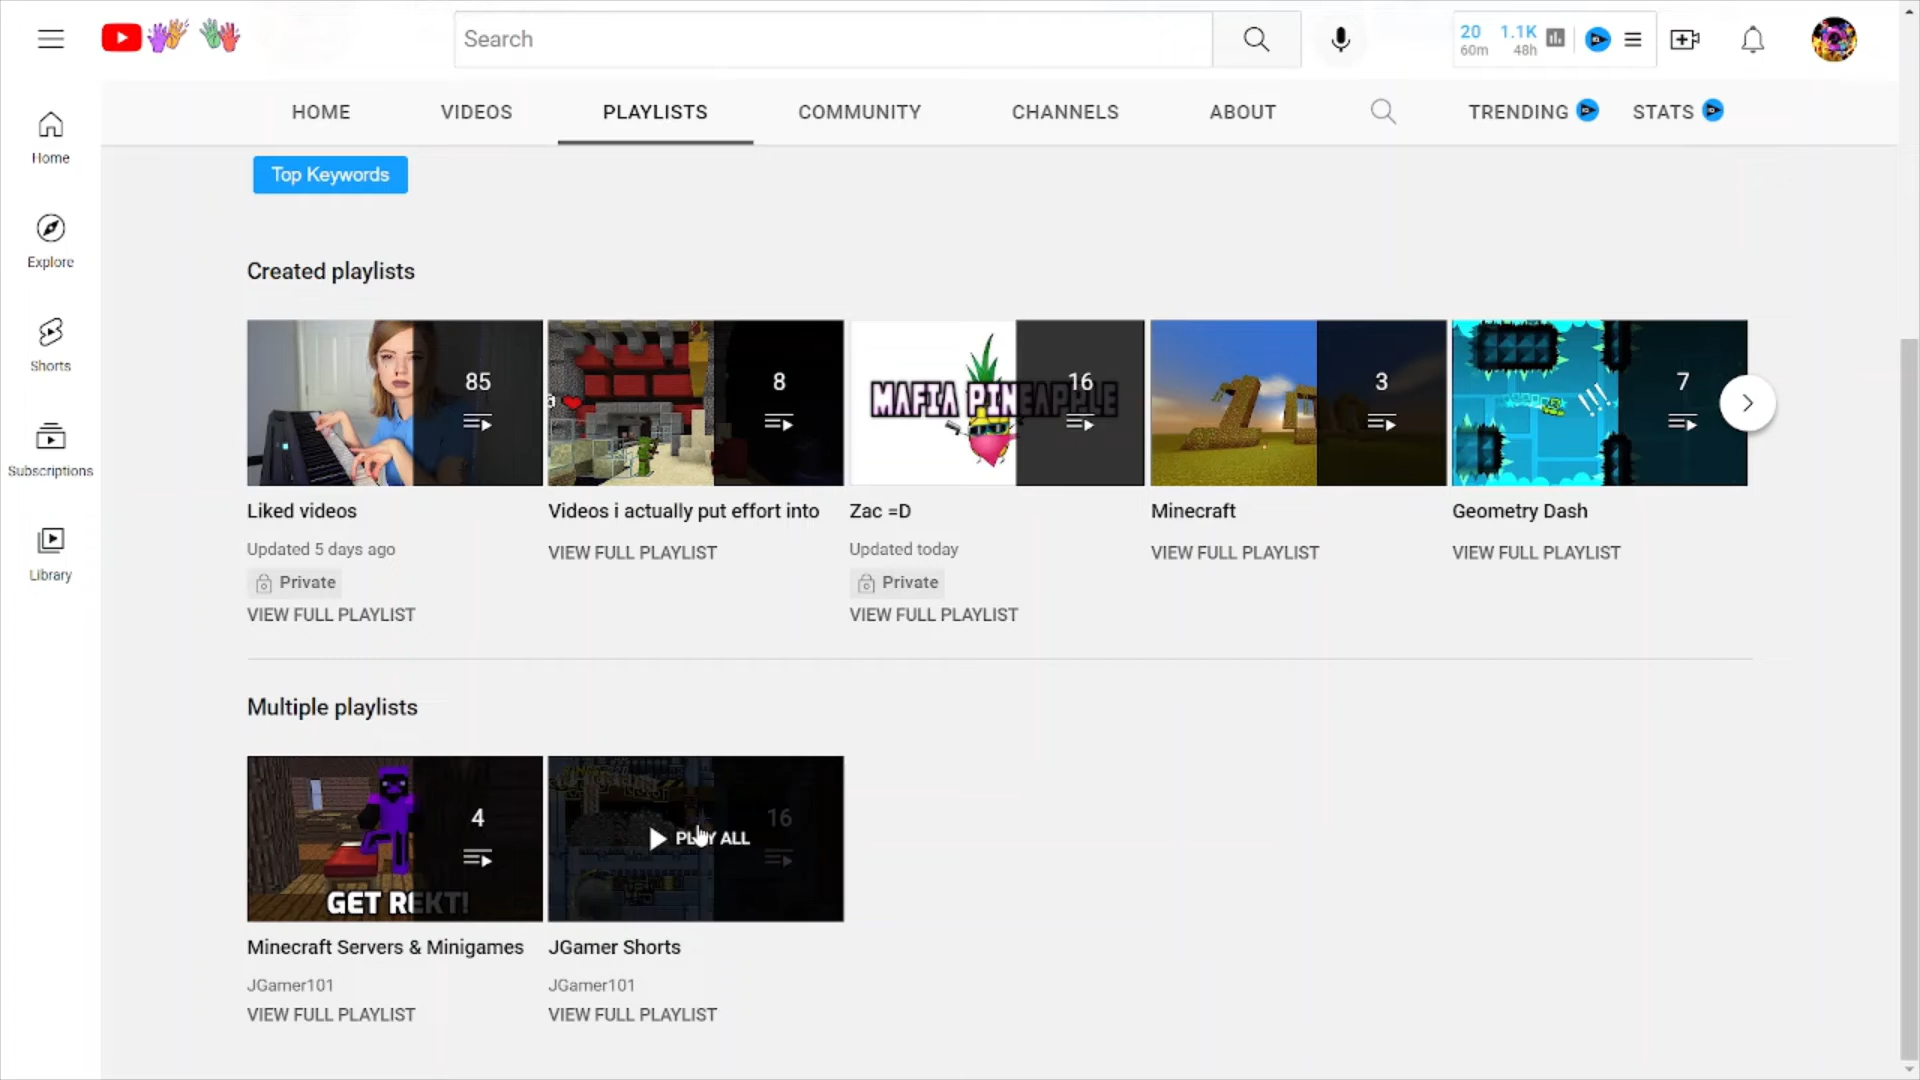 Search
20
60m
1.1K
48h
HOME
VIDEOS
PLAYLISTS
COMMUNITY
CHANNELS
ABOUT
TRENDING
STATS
Home
Explore
Shorts
Subscriptions
Library
Top Keywords
Created playlists
85
8
MAFIA PINEAPPLE
16
3
7
Liked videos
Updated 5 days ago
Private
VIEW FULL PLAYLIST
Videos i actually put effort into
VIEW FULL PLAYLIST
Zac =D
Updated today
Private
VIEW FULL PLAYLIST
Minecraft
VIEW FULL PLAYLIST
Geometry Dash
VIEW FULL PLAYLIST
Multiple playlists
4
GET REKT!
16
PLAY ALL
Minecraft Servers & Minigames
JGamer101
VIEW FULL PLAYLIST
JGamer Shorts
JGamer101
VIEW FULL PLAYLIST